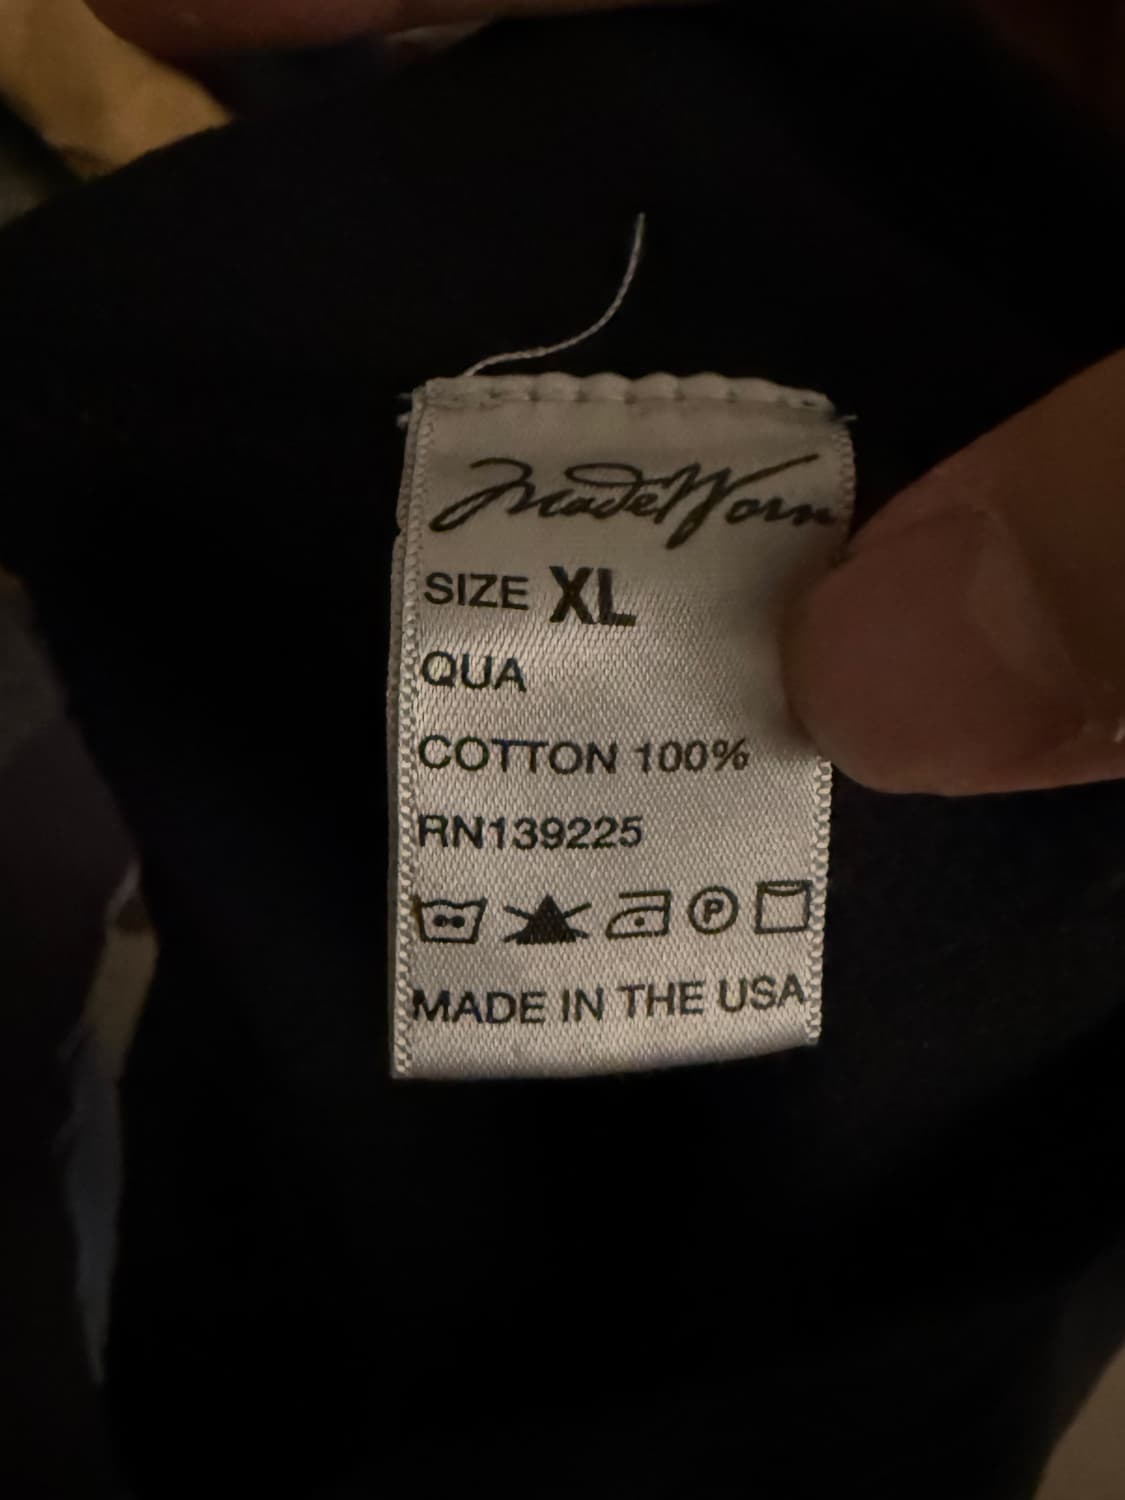 MadeWorn
SIZE XL
QUA
COTTON 100%
RN139225
P
MADE IN THE USA